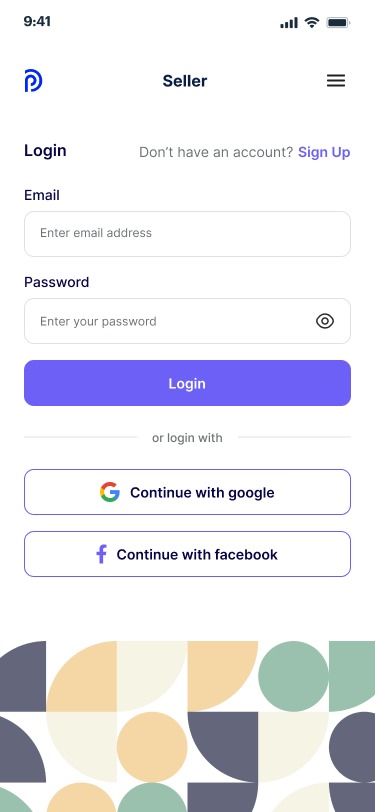 9:41
Seller
Login
Don't have an account? Sign Up
Email
Enter email address
Password
Enter your password
Login
or login with
Continue with google
Continue with facebook